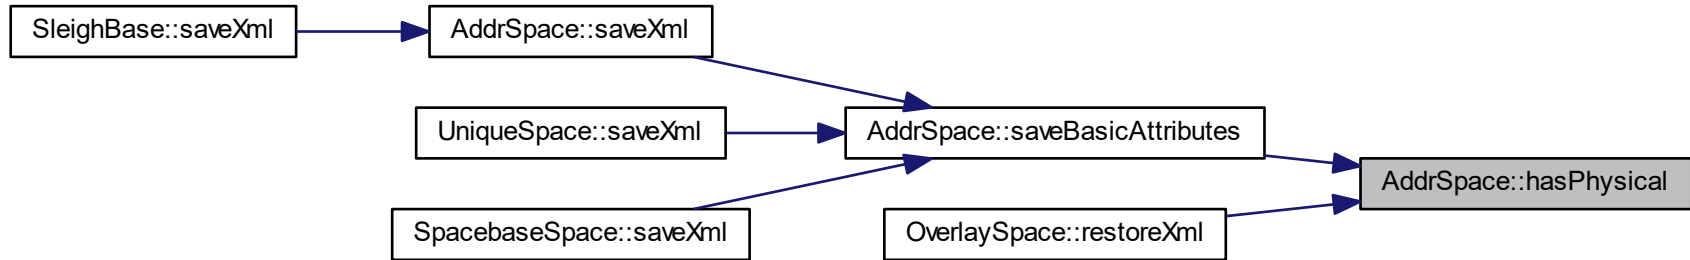 SleighBase::saveXml
AddrSpace::saveXml
UniqueSpace::saveXml
AddrSpace::saveBasicAttributes
AddrSpace::hasPhysical
SpacebaseSpace::saveXml
OverlaySpace::restoreXml